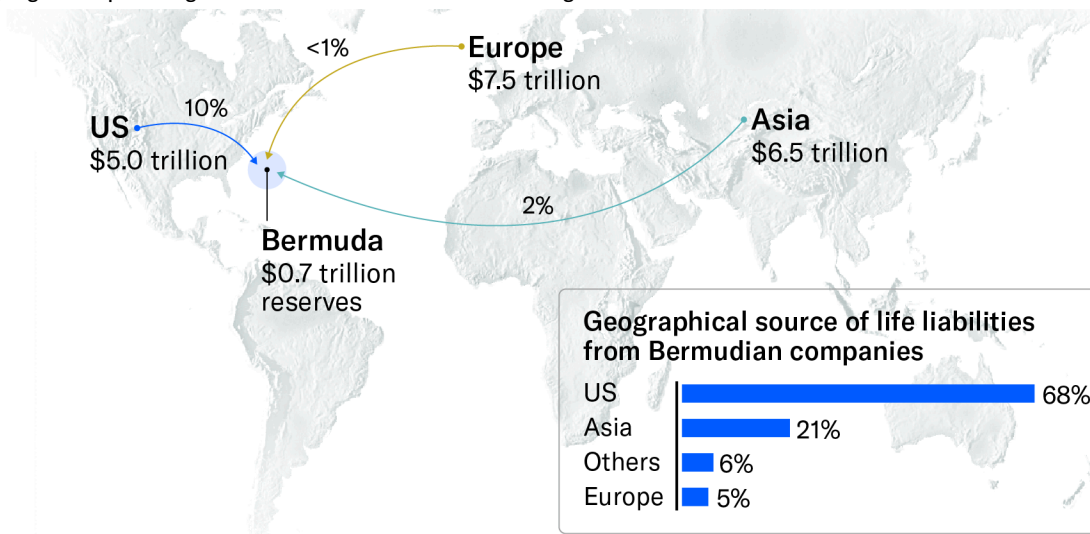 <1%
Europe
$7.5 trillion
10%
US
$5.0 trillion
Asia
$6.5 trillion
2%
Bermuda
$0.7 trillion
reserves
Geographical source of life liabilities
from Bermudian companies
US 68%
Asia 21%
Others 6%
Europe 5%